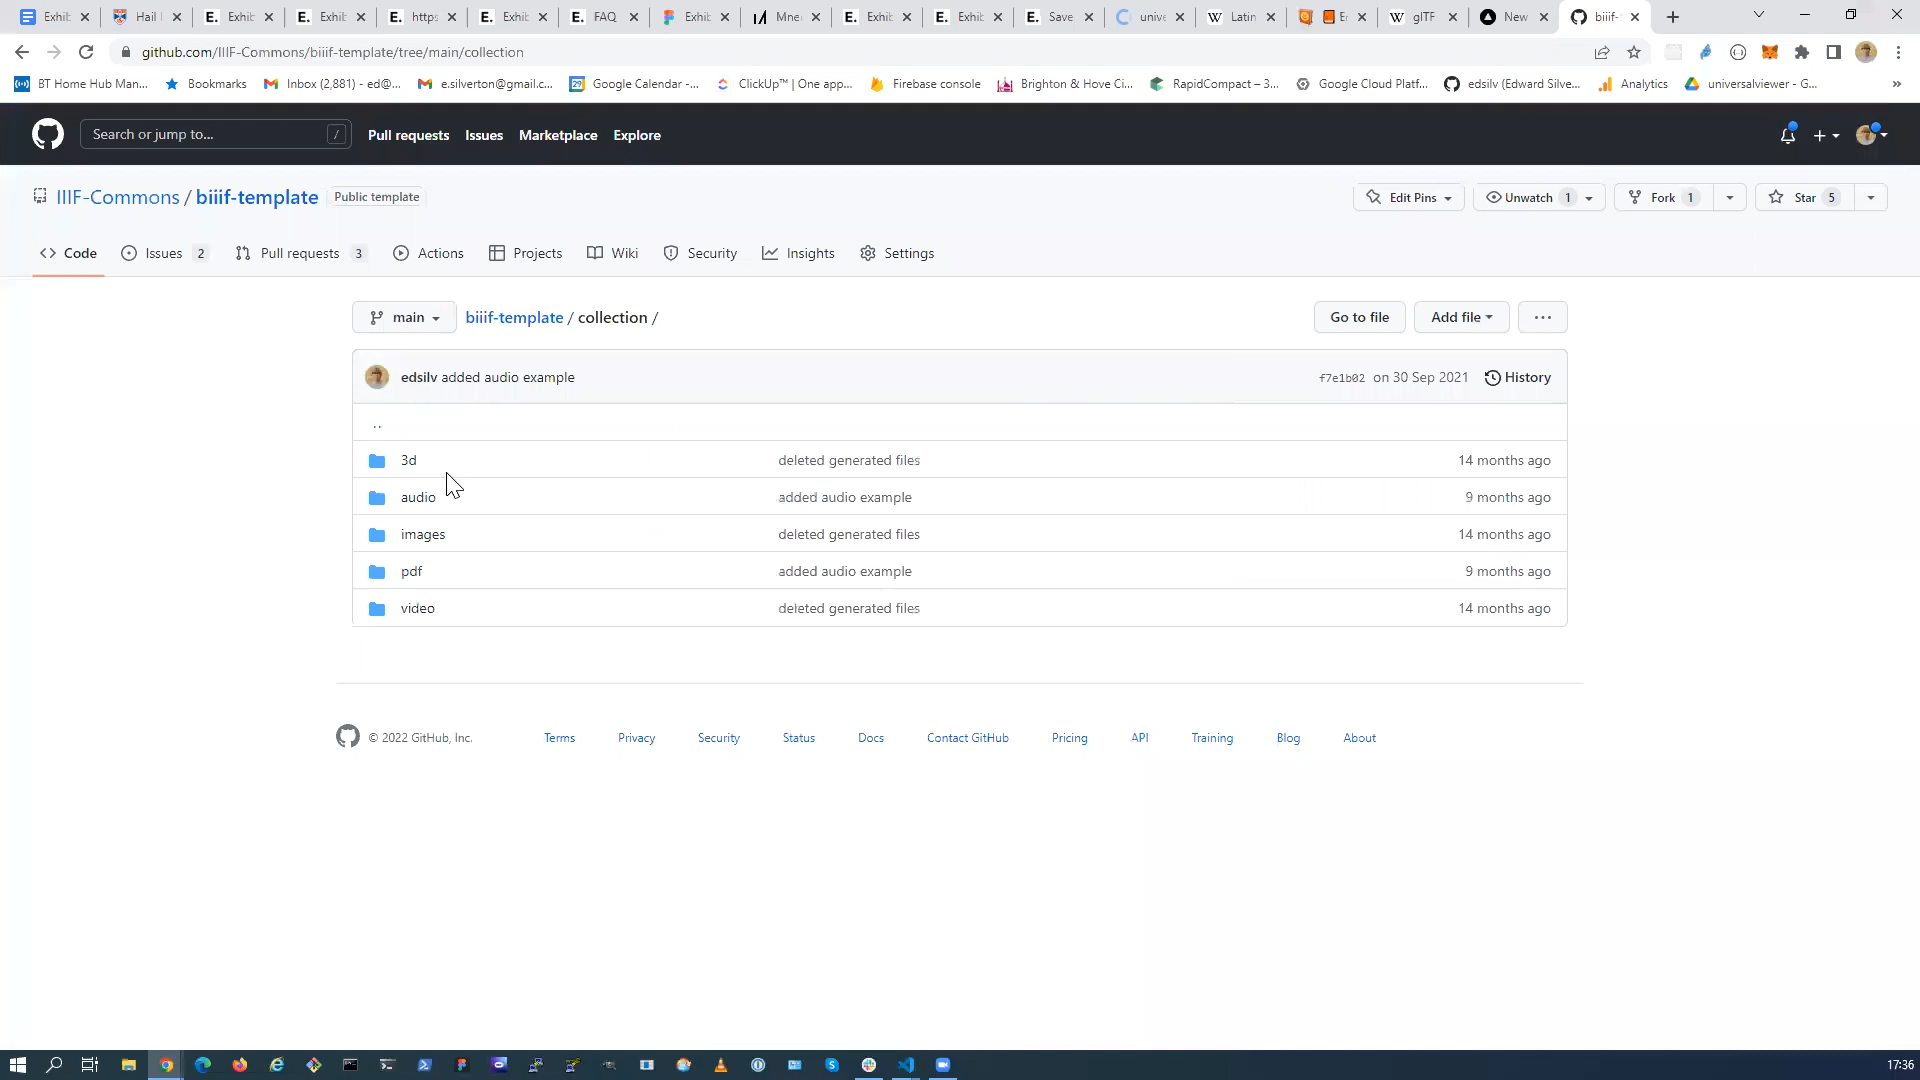 Exhib Hail Exhib Exhib https Exhib FAQ Exhib Mne Exhib Exhib Save unive Latin Er glTF New biiif-
github.com/IIIF-Commons/biiif-template/tree/main/collection
BT Home Hub Man... Bookmarks Inbox (2,881) - ed@... e.silverton@gmail.c... Google Calendar -... ClickUp™ | One app... Firebase console Brighton & Hove Ci... RapidCompact – 3... Google Cloud Platf... edsilv (Edward Silve... Analytics universalviewer - G... »
Search or jump to... / Pull requests Issues Marketplace Explore
IIIF-Commons / biiif-template Public template Edit Pins Unwatch 1 Fork 1 Star 5
Code Issues 2 Pull requests 3 Actions Projects Wiki Security Insights Settings
main biiif-template / collection / Go to file Add file ...
edsilv added audio example f7e1b02 on 30 Sep 2021 History
..
3d deleted generated files 14 months ago
audio added audio example 9 months ago
images deleted generated files 14 months ago
pdf added audio example 9 months ago
video deleted generated files 14 months ago
© 2022 GitHub, Inc. Terms Privacy Security Status Docs Contact GitHub Pricing API Training Blog About
17:36